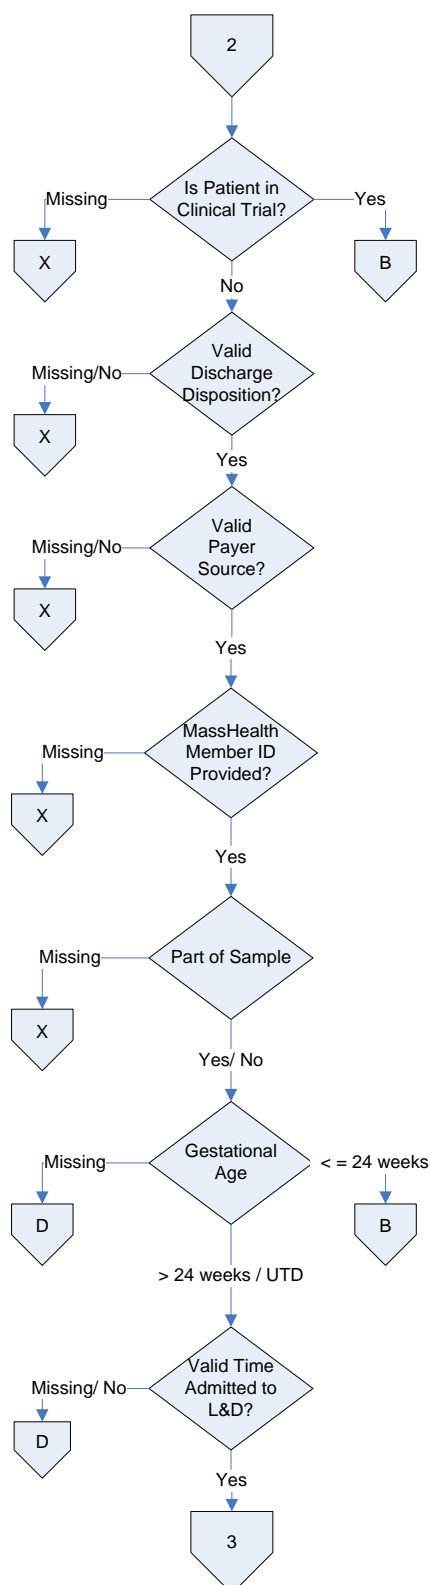 2
Is Patient in
Clinical Trial?
Missing
Yes
X
B
No
Valid
Discharge
Disposition?
Missing/No
X
Yes
Valid
Payer
Source?
Missing/No
X
Yes
MassHealth
Member ID
Provided?
Missing
X
Yes
Part of Sample
Missing
X
Yes/ No
Gestational
Age
Missing
< = 24 weeks
D
B
> 24 weeks / UTD
Valid Time
Admitted to
L&D?
Missing/ No
D
Yes
3